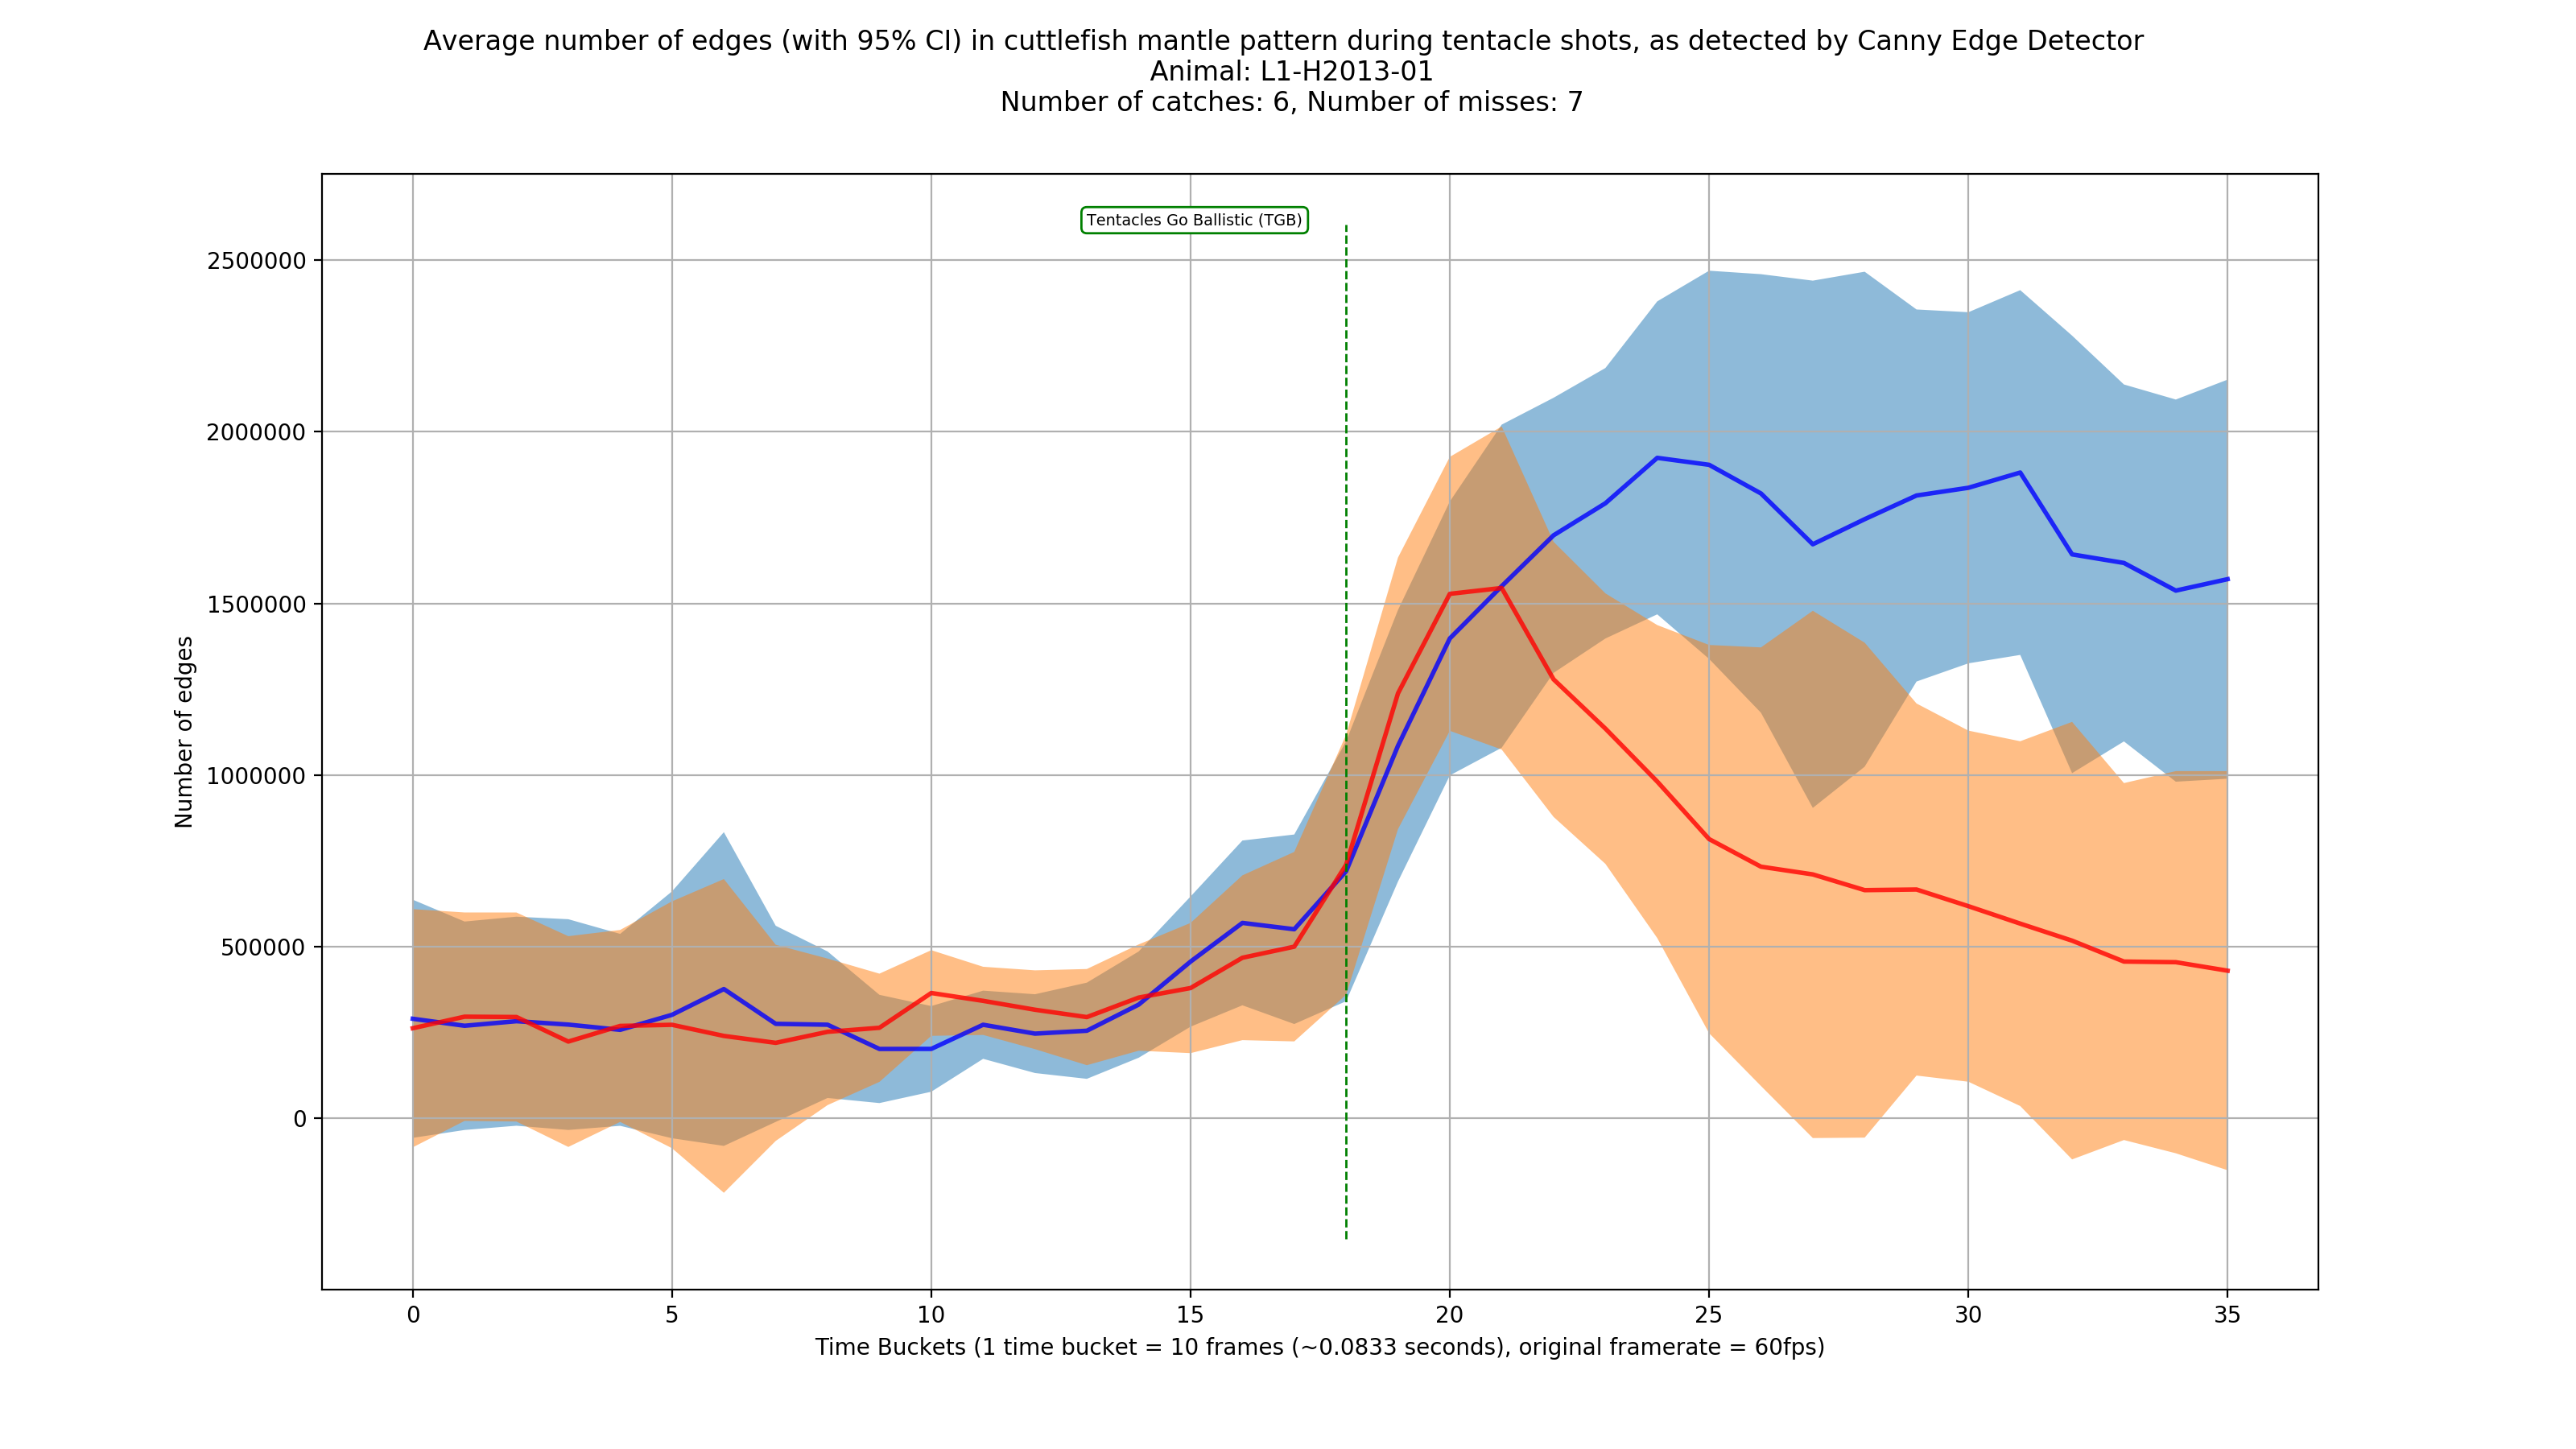 Average number of edges (with 95% CI) in cuttlefish mantle pattern during tentacle shots, as detected by Canny Edge Detector
Animal: L1-H2013-01
Number of catches: 6, Number of misses: 7
Tentacles Go Ballistic (TGB)
2500000
2000000
1500000
1000000
500000
0
Number of edges
0 5 10 15 20 25 30 35
Time Buckets (1 time bucket = 10 frames (~0.0833 seconds), original framerate = 60fps)